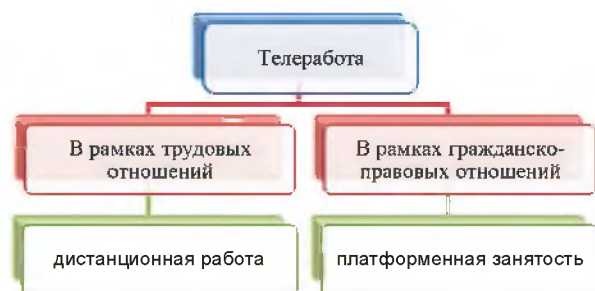 Телеработа
В рамках трудовых
отношений
В рамках гражданско-
правовых отношений
дистанционная работа
платформенная занятость